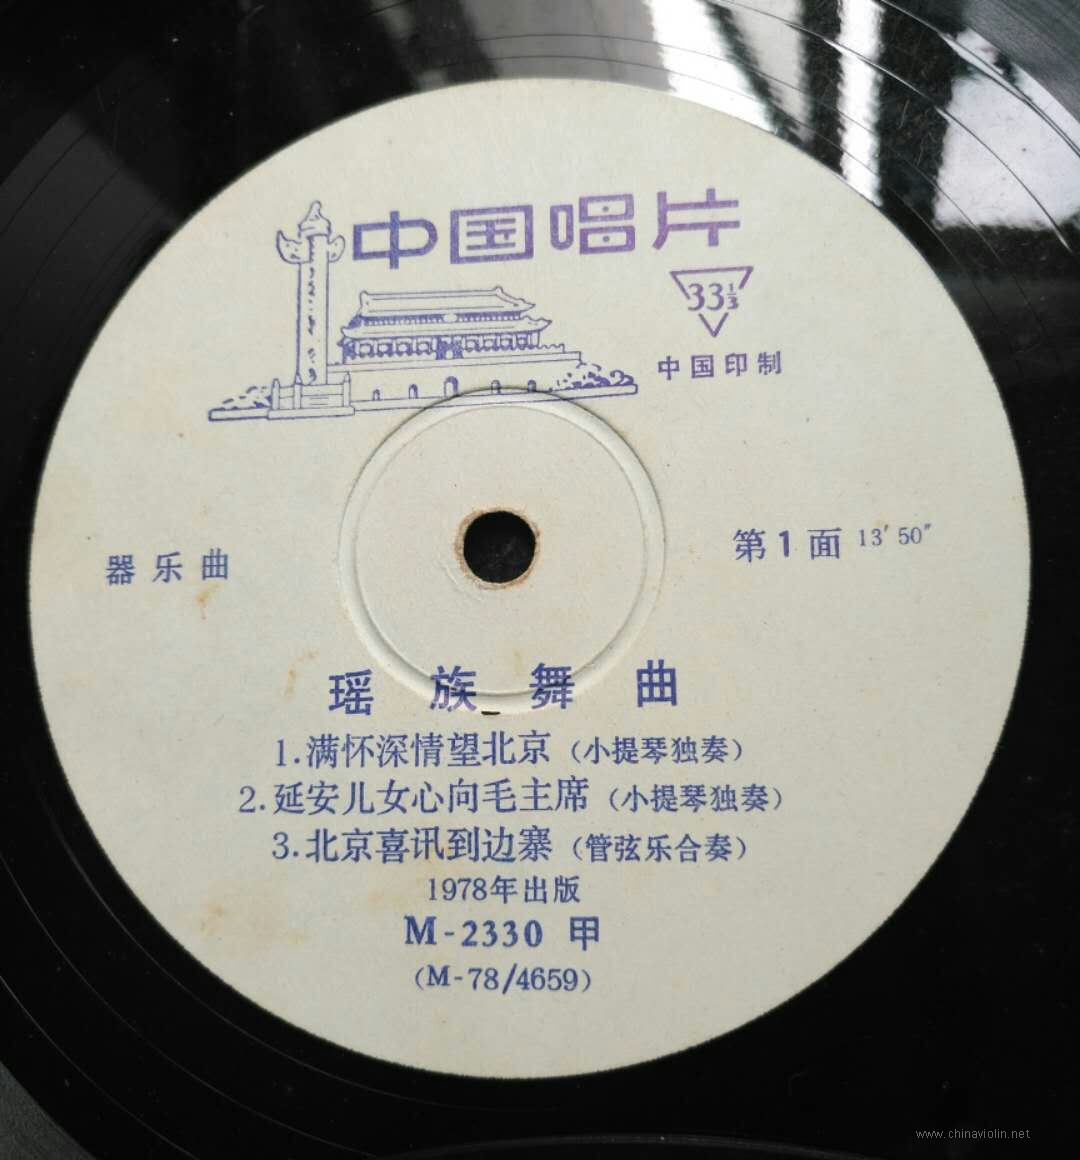 中国唱片
33⅓
中国印制
器乐曲
第1面 13′50″
瑶族舞曲
1.满怀深情望北京（小提琴独奏）
2.延安儿女心向毛主席（小提琴独奏）
3.北京喜讯到边寨（管弦乐合奏）
1978年出版
M-2330 甲
(M-78/4659)
www.chinaviolin.net